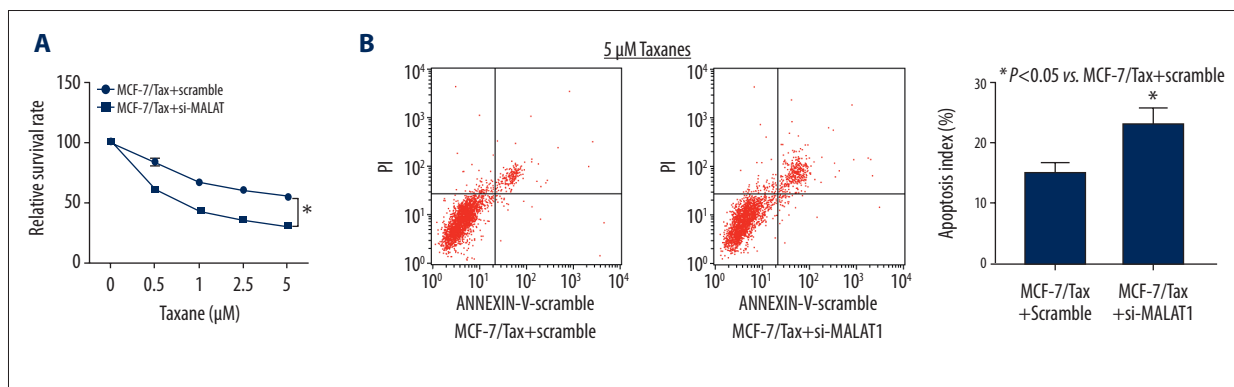 A
150
100
50
0
Relative survival rate
MCF-7/Tax+scramble
MCF-7/Tax+si-MALAT
*
0 0.5 1 2.5 5
Taxane (µM)
B
5 µM Taxanes
10⁴
10³
10²
10¹
10⁰
PI
10⁰ 10¹ 10² 10³ 10⁴
ANNEXIN-V-scramble
MCF-7/Tax+scramble
10⁴
10³
10²
10¹
10⁰
PI
10⁰ 10¹ 10² 10³ 10⁴
ANNEXIN-V-scramble
MCF-7/Tax+si-MALAT1
* P<0.05 vs. MCF-7/Tax+scramble
30
20
10
0
Apoptosis index (%)
*
MCF-7/Tax
+Scramble
MCF-7/Tax
+si-MALAT1